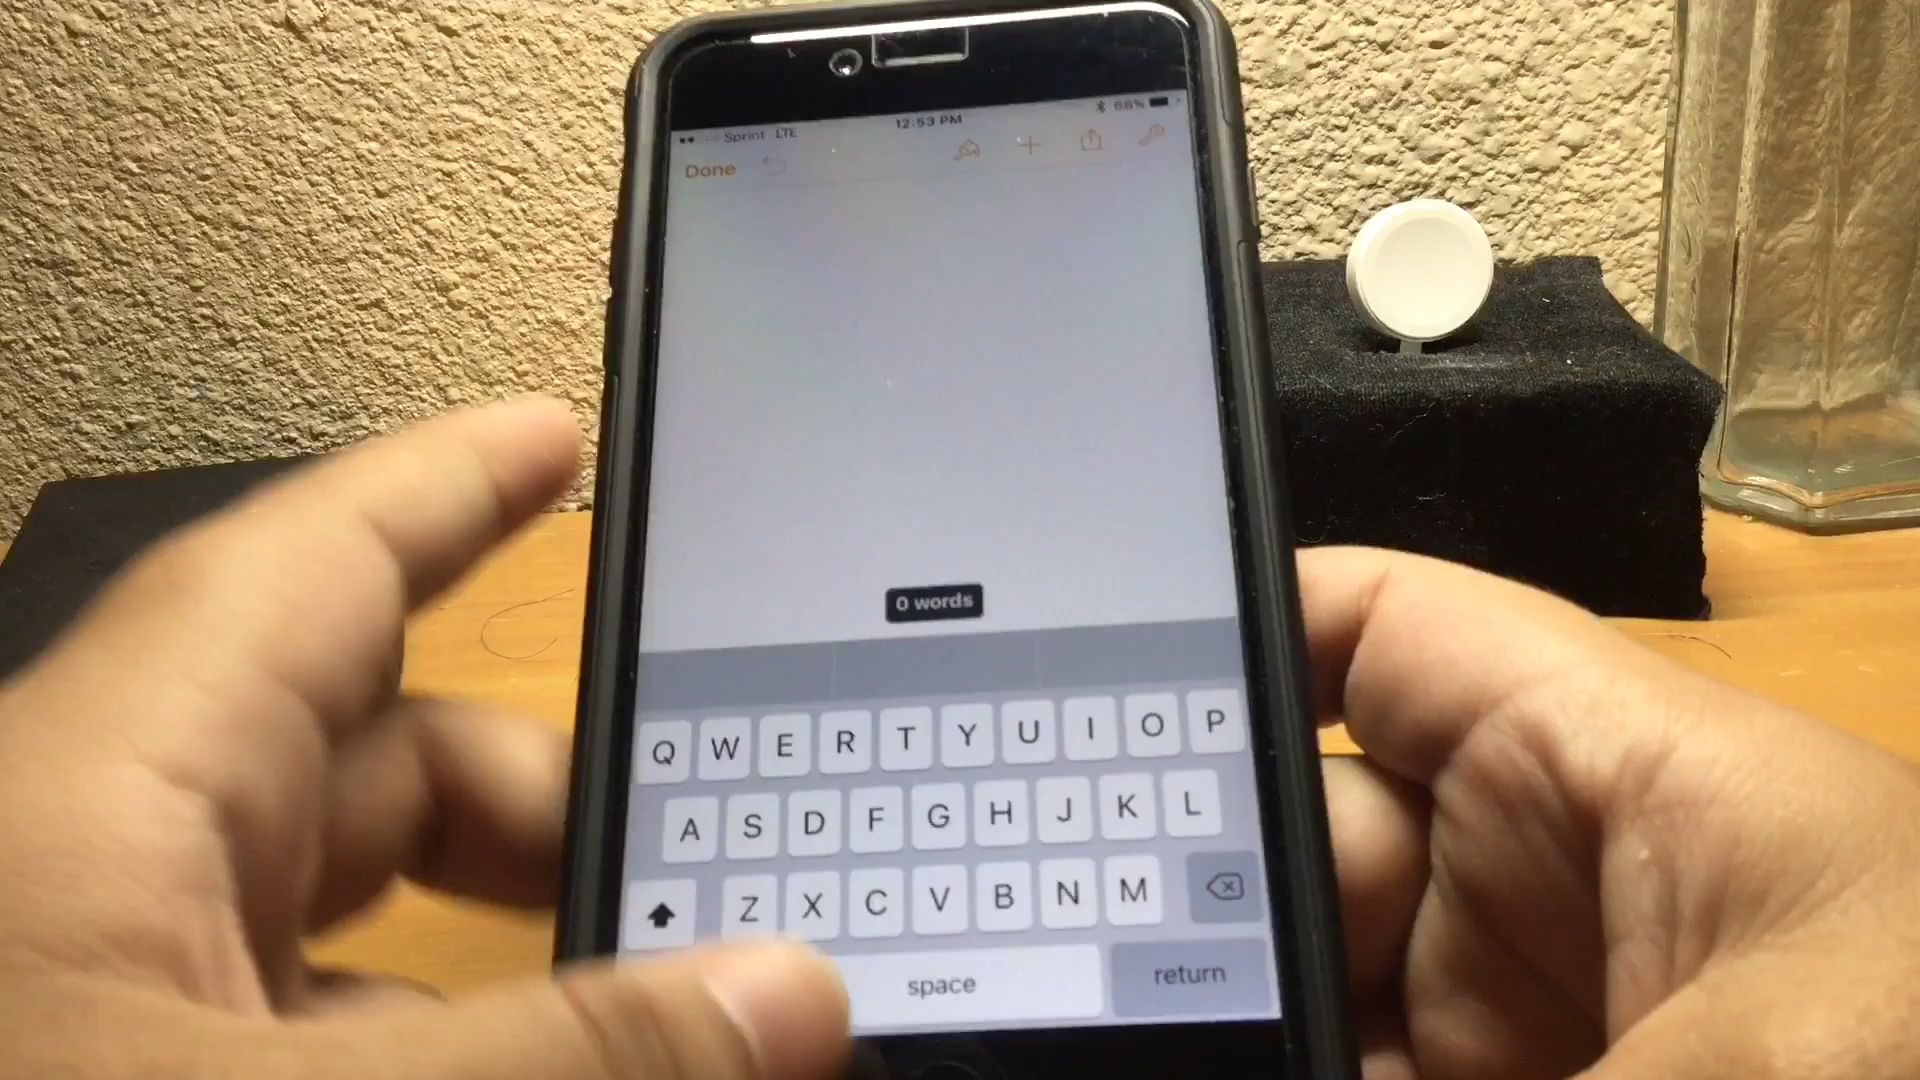 Sprint LTE 12:53 PM 68%
Done
0 words
Q W E R T Y U I O P
A S D F G H J K L
Z X C V B N M
space return